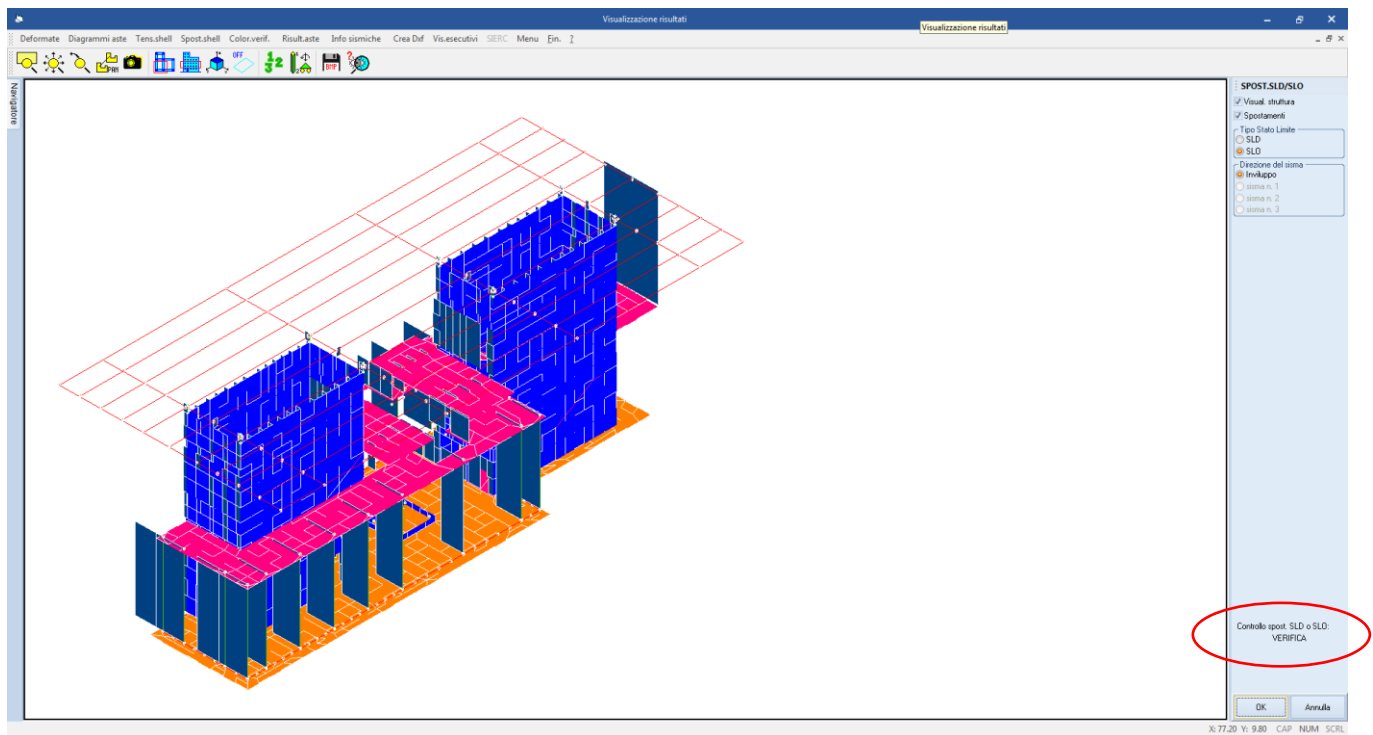 Visualizzazione risultati
Visualizzazione risultati
Deformate Diagrammi aste Tens.shell Spost.shell Color.verif. Risult.aste Info sismiche Crea Dxf Vis.esecutivi SIERC Menu Fin. ?
PAN
OFF
BMP
Navigatore
SPOST.SLD/SLO
Visual. struttura
Spostamenti
Tipo Stato Limite
SLD
SLO
Direzione del sisma
Inviluppo
sisma n. 1
sisma n. 2
sisma n. 3
Controllo spost. SLD o SLO:
VERIFICA
OK Annulla
X: 77.20 Y: 9.80 CAP NUM SCRL